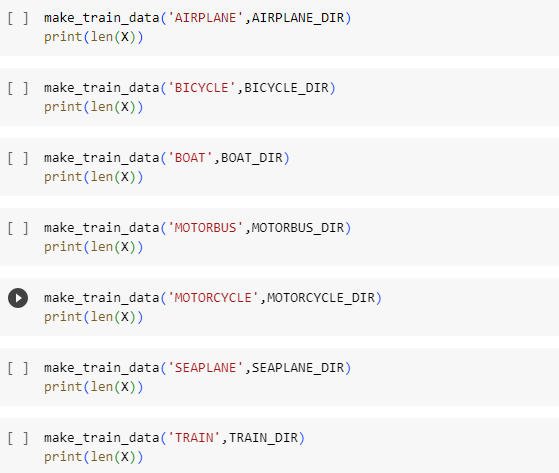 [ ] make_train_data('AIRPLANE',AIRPLANE_DIR)
print(len(X))
[ ] make_train_data('BICYCLE',BICYCLE_DIR)
print(len(X))
[ ] make_train_data('BOAT',BOAT_DIR)
print(len(X))
[ ] make_train_data('MOTORBUS',MOTORBUS_DIR)
print(len(X))
make_train_data('MOTORCYCLE',MOTORCYCLE_DIR)
print(len(X))
[ ] make_train_data('SEAPLANE',SEAPLANE_DIR)
print(len(X))
[ ] make_train_data('TRAIN',TRAIN_DIR)
print(len(X))